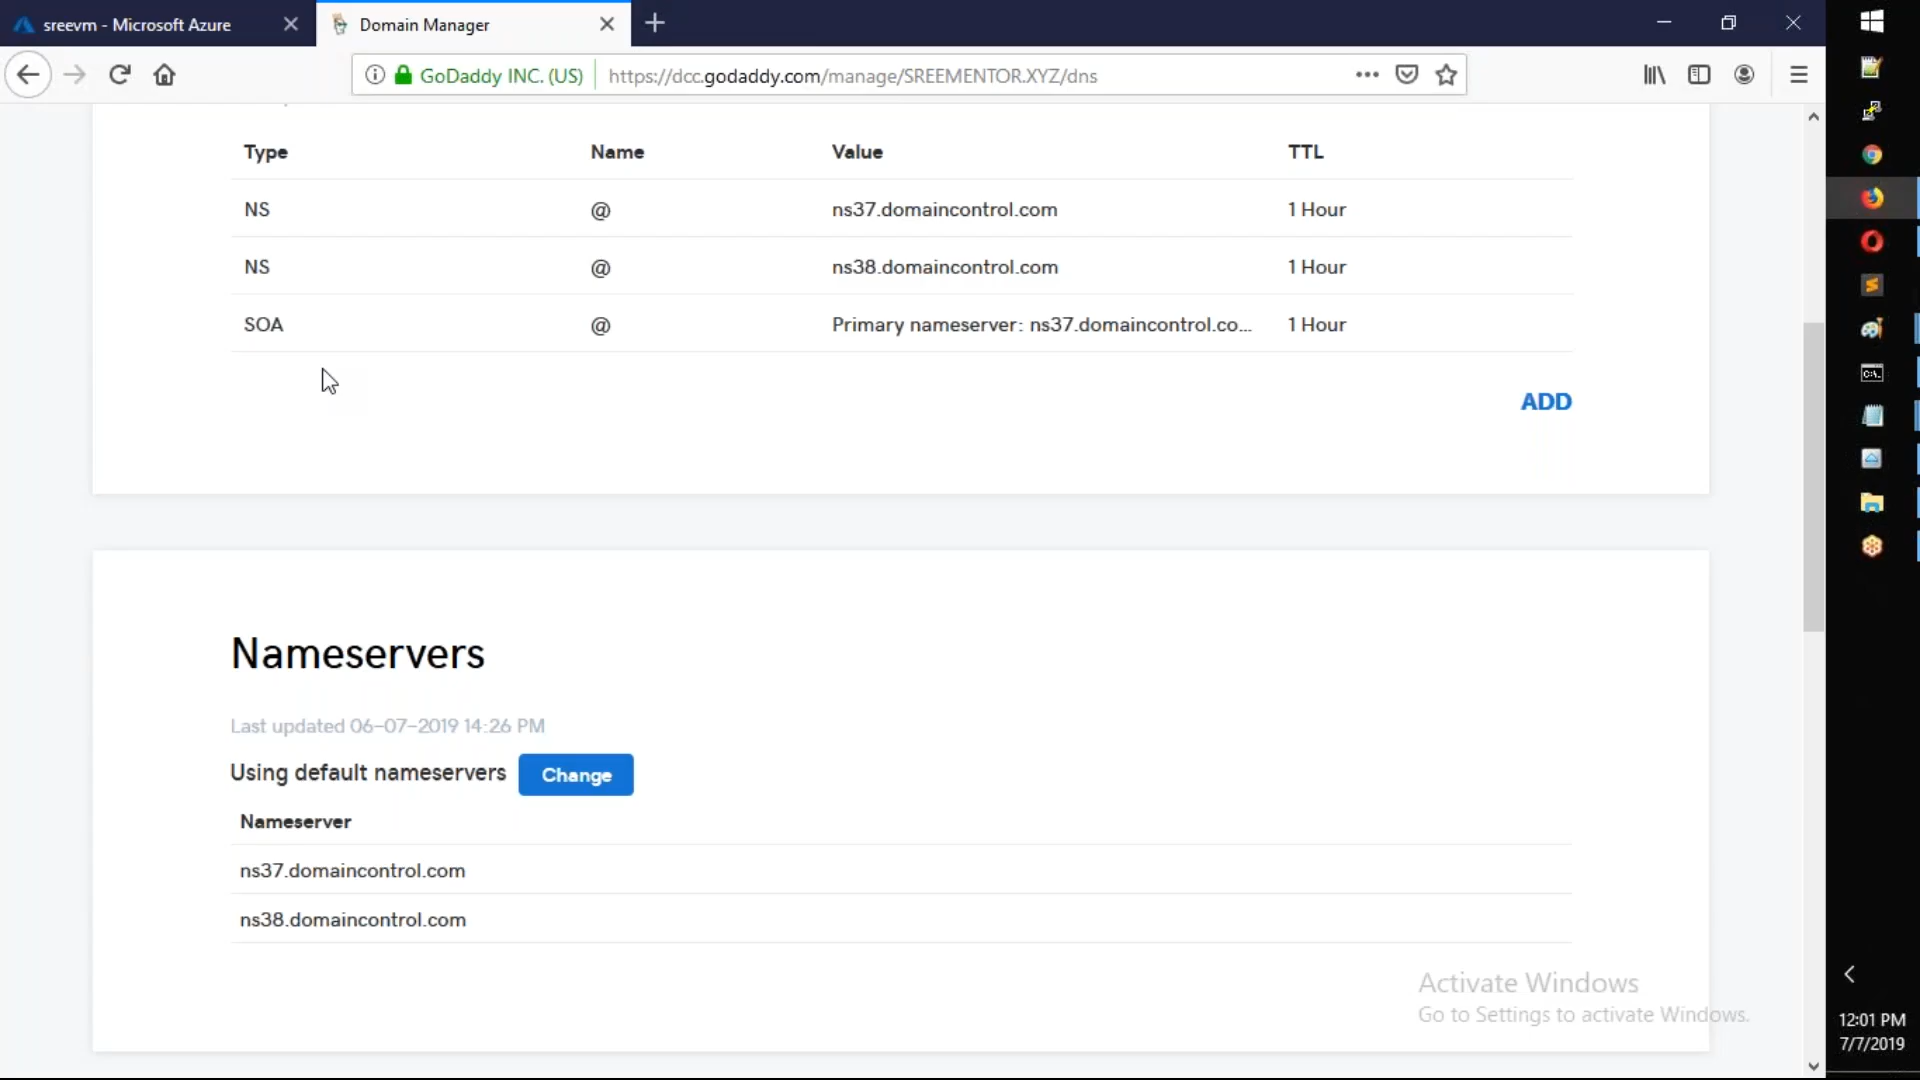 sreevm - Microsoft Azure
Domain Manager
GoDaddy INC. (US) https://dcc.godaddy.com/manage/SREEMENTOR.XYZ/dns
Type Name Value TTL
NS @ ns37.domaincontrol.com 1 Hour
NS @ ns38.domaincontrol.com 1 Hour
SOA @ Primary nameserver: ns37.domaincontrol.co... 1 Hour
ADD
Nameservers
Last updated 06-07-2019 14:26 PM
Using default nameservers Change
Nameserver
ns37.domaincontrol.com
ns38.domaincontrol.com
Activate Windows
Go to Settings to activate Windows.
12:01 PM
7/7/2019